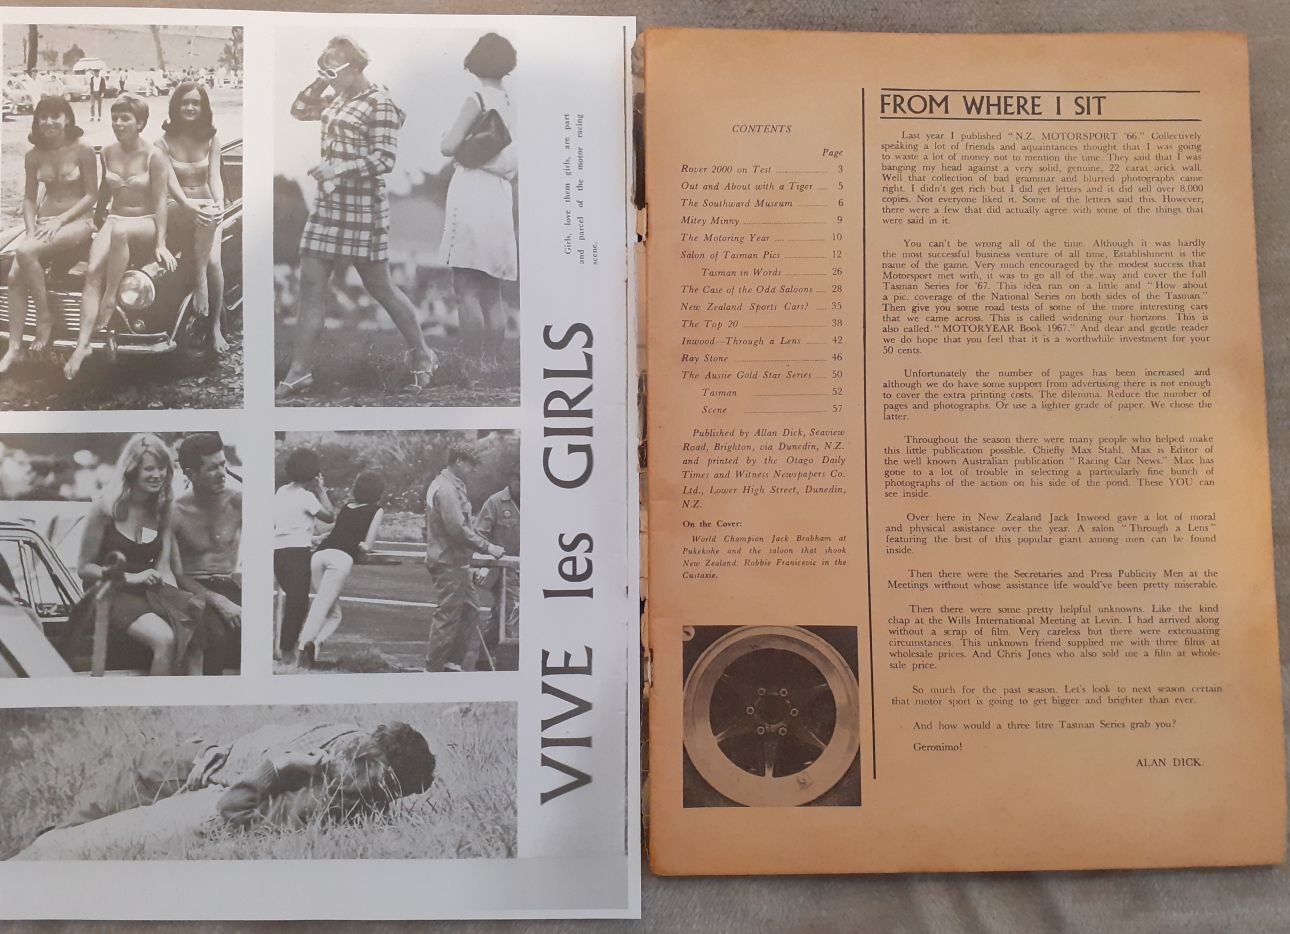 Girls, love them girls, are part
and parcel of the motor racing
scene.
VIVE les GIRLS
CONTENTS
Page
Rover 2000 on Test 3
Out and About with a Tiger 5
The Southward Museum 6
Mitey Minny 9
The Motoring Year 10
Salon of Tasman Pics 12
Tasman in Words 26
The Case of the Odd Saloons 28
New Zealand Sports Cars? 35
The Top 20 38
Inwood—Through a Lens 42
Ray Stone 46
The Aussie Gold Star Series 50
Tasman 52
Scene 57
Published by Allan Dick, Seaview
Road, Brighton, via Dunedin, N.Z.
and printed by the Otago Daily
Times and Witness Newspapers Co.
Ltd., Lower High Street, Dunedin,
N.Z.
On the Cover:
World Champion Jack Brabham at
Pukekohe and the saloon that shook
New Zealand. Robbie Franicevic in the
Custaxie.
FROM WHERE I SIT
Last year I published "N.Z. MOTORSPORT '66." Collectively
speaking a lot of friends and aquaintances thought that I was going
to waste a lot of money not to mention the time. They said that I was
banging my head against a very solid, genuine, 22 carat brick wall.
Well that collection of bad grammar and blurred photographs came
right. I didn't get rich but I did get letters and it did sell over 8,000
copies. Not everyone liked it. Some of the letters said this. However,
there were a few that did actually agree with some of the things that
were said in it.
You can't be wrong all of the time. Although it was hardly
the most successful business venture of all time, Establishment is the
name of the game. Very much encouraged by the modest success that
Motorsport met with, it was to go all of the way and cover the full
Tasman Series for '67. This idea ran on a little and "How about
a pic. coverage of the National Series on both sides of the Tasman."
Then give you some road tests of some of the more interesting cars
that we came across. This is called widening our horizons. This is
also called "MOTORYEAR Book 1967." And dear and gentle reader
we do hope that you feel that it is a worthwhile investment for your
50 cents.
Unfortunately the number of pages has been increased and
although we do have some support from advertising there is not enough
to cover the extra printing costs. The dilemma. Reduce the number of
pages and photographs. Or use a lighter grade of paper. We chose the
latter.
Throughout the season there were many people who helped make
this little publication possible. Chiefly Max Stahl. Max is Editor of
the well known Australian publication "Racing Car News." Max has
gone to a lot of trouble in selecting a particularly fine bunch of
photographs of the action on his side of the pond. These YOU can
see inside.
Over here in New Zealand Jack Inwood gave a lot of moral
and physical assistance over the year. A salon "Through a Lens"
featuring the best of this popular giant among men can be found
inside.
Then there were the Secretaries and Press Publicity Men at the
Meetings without whose assistance life would've been pretty miserable.
Then there were some pretty helpful unknowns. Like the kind
chap at the Wills International Meeting at Levin. I had arrived along
without a scrap of film. Very careless but there were extenuating
circumstances. This unknown friend supplied me with three films at
wholesale prices. And Chris Jones who also sold me a film at whole-
sale price.
So much for the past season. Let's look to next season certain
that motor sport is going to get bigger and brighter than ever.
And how would a three litre Tasman Series grab you?
Geronimo!
ALAN DICK.